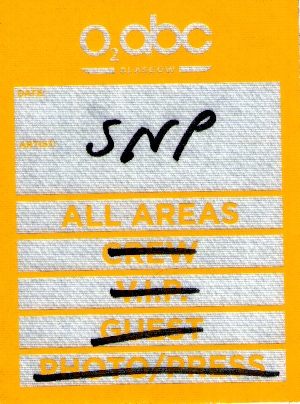 O2 abc
GLASGOW
DATE:
ARTIST:
SNP
ALL AREAS
CREW
V.I.P.
GUEST
PHOTO/PRESS